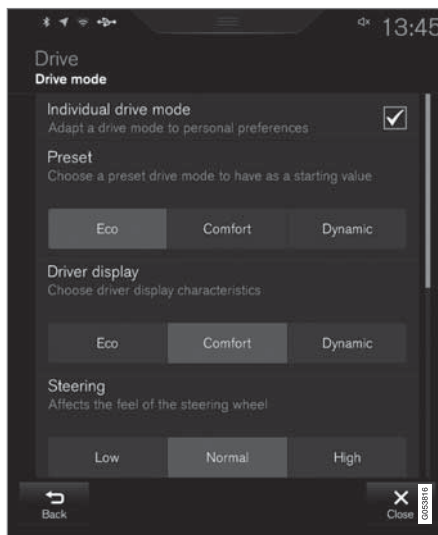 13:45
Drive
Drive mode
Individual drive mode
Adapt a drive mode to personal preferences
Preset
Choose a preset drive mode to have as a starting value
Eco Comfort Dynamic
Driver display
Choose driver display characteristics
Eco Comfort Dynamic
Steering
Affects the feel of the steering wheel
Low Normal High
Back Close
G053816